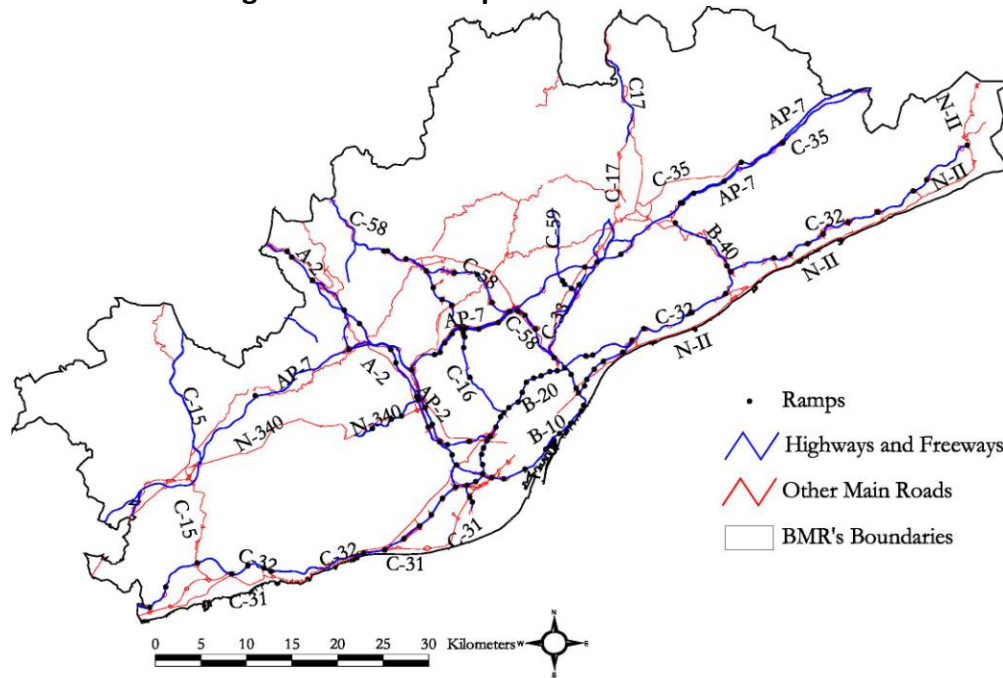 C17
AP-7
N-II
C-35
C-35
C-17
AP-7
N-II
C-58
C-59
B-40
C-32
A-2
N-II
C-58
AP-7
C-58
C-33
C-32
N-II
A-2
AP-7
C-16
C-15
AP-2
B-20
N-340
N-340
B-10
Ramps
Highways and Freeways
Other Main Roads
BMR's Boundaries
C-15
C-31
C-32
C-32
C-31
C-31
0 5 10 15 20 25 30 Kilometers
N
W E
S